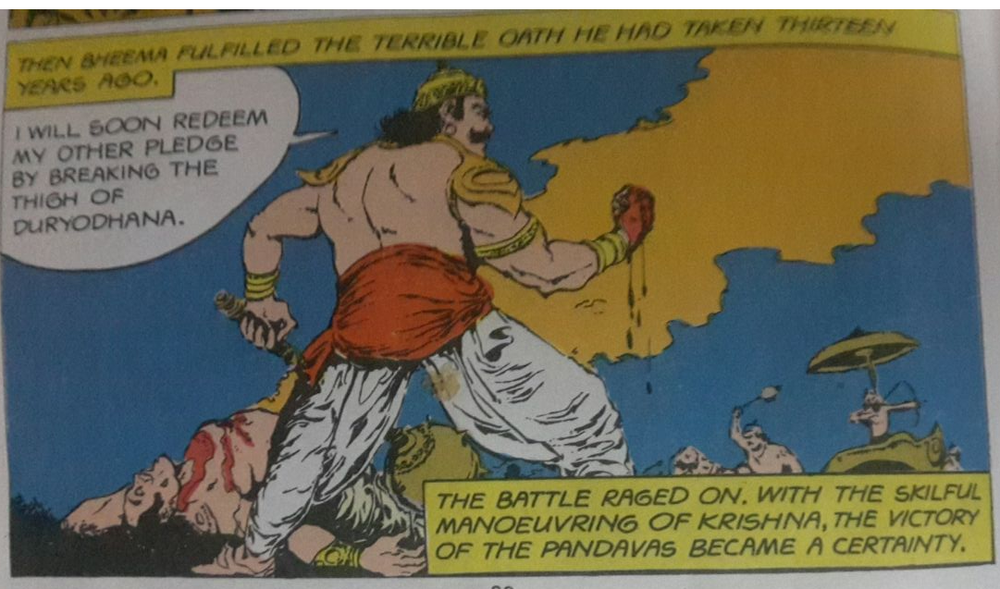 THEN BHEEMA FULFILLED THE TERRIBLE OATH HE HAD TAKEN THIRTEEN
YEARS AGO.
I WILL SOON REDEEM
MY OTHER PLEDGE
BY BREAKING THE
THIGH OF
DURYODHANA.
THE BATTLE RAGED ON. WITH THE SKILFUL
MANOEUVRING OF KRISHNA, THE VICTORY
OF THE PANDAVAS BECAME A CERTAINTY.